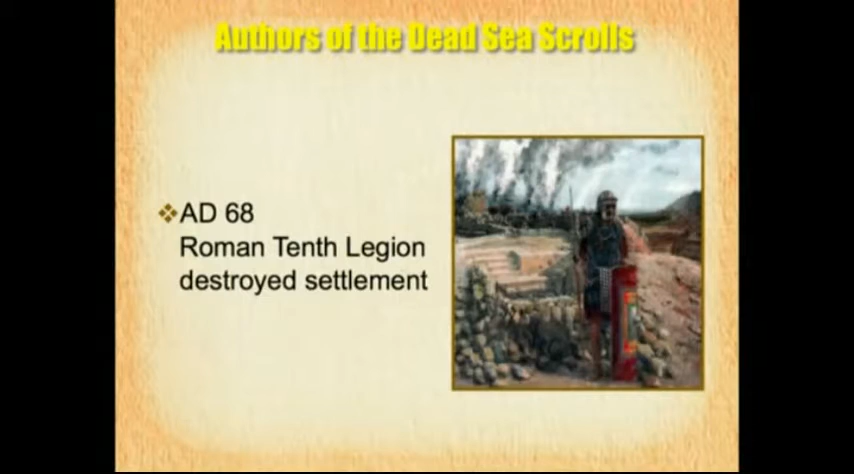 Authors of the Dead Sea Scrolls
AD 68
Roman Tenth Legion
destroyed settlement